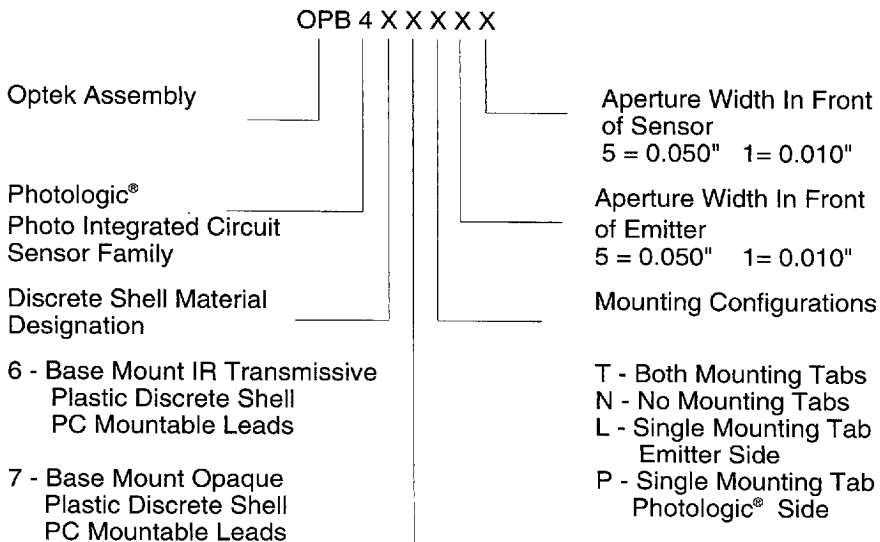 OPB 4 X X X X X
Optek Assembly
Photologic®
Photo Integrated Circuit
Sensor Family
Discrete Shell Material
Designation
6 - Base Mount IR Transmissive
Plastic Discrete Shell
PC Mountable Leads
7 - Base Mount Opaque
Plastic Discrete Shell
PC Mountable Leads
Aperture Width In Front
of Sensor
5 = 0.050" 1= 0.010"
Aperture Width In Front
of Emitter
5 = 0.050" 1= 0.010"
Mounting Configurations
T - Both Mounting Tabs
N - No Mounting Tabs
L - Single Mounting Tab
Emitter Side
P - Single Mounting Tab
Photologic® Side